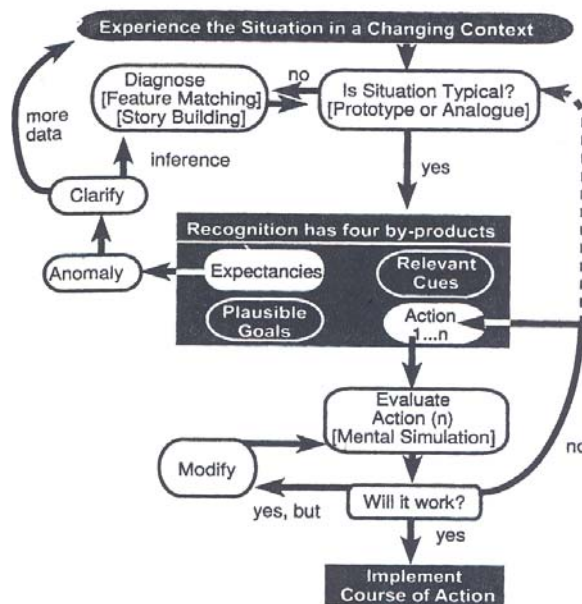 Experience the Situation in a Changing Context
Diagnose
[Feature Matching]
[Story Building]
no
Is Situation Typical?
[Prototype or Analogue]
more
data
inference
yes
Clarify
Recognition has four by-products
Anomaly
Expectancies
Relevant
Cues
Plausible
Goals
Action
1...n
Evaluate
Action (n)
[Mental Simulation]
no
Modify
Will it work?
yes, but
yes
Implement
Course of Action